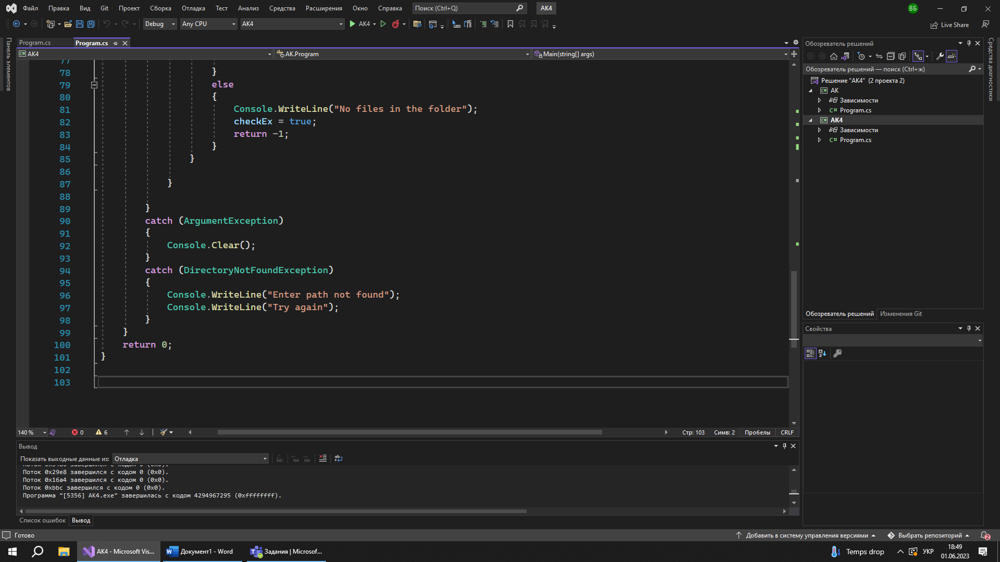 Файл Правка Вид Git Проект Сборка Отладка Тест Анализ Средства Расширения Окно Справка Поиск (Ctrl+Q) AK4 ВБ
Debug Any CPU AK4 AK4 Live Share
Панель элементов
Program.cs Program.cs
AK4 AK.Program Main(string[] args)
77
78 }
79 else
80 {
81 Console.WriteLine("No files in the folder");
82 checkEx = true;
83 return -1;
84 }
85 }
86
87 }
88
89 }
90 catch (ArgumentException)
91 {
92 Console.Clear();
93 }
94 catch (DirectoryNotFoundException)
95 {
96 Console.WriteLine("Enter path not found");
97 Console.WriteLine("Try again");
98 }
99 }
100 return 0;
101 }
102
103
140 % 0 6 Стр: 103 Симв: 2 Пробелы CRLF
Вывод
Показать выходные данные из: Отладка
Поток 0x29e8 завершился с кодом 0 (0x0).
Поток 0x16a4 завершился с кодом 0 (0x0).
Поток 0xbbc завершился с кодом 0 (0x0).
Программа "[5356] AK4.exe" завершилась с кодом 4294967295 (0xffffffff).
Список ошибок Вывод
Обозреватель решений
Обозреватель решений — поиск (Ctrl+ж)
Решение "AK4" (2 проекта 2)
C# AK
Зависимости
C# Program.cs
C# AK4
Зависимости
C# Program.cs
Обозреватель решений Изменения Git
Свойства
Средства диагностики
Готово Добавить в систему управления версиями Выбрать репозиторий 2
AK4 - Microsoft Vis... Документ1 - Word Задания | Microsof... Temps drop УКР 18:49
01.06.2023